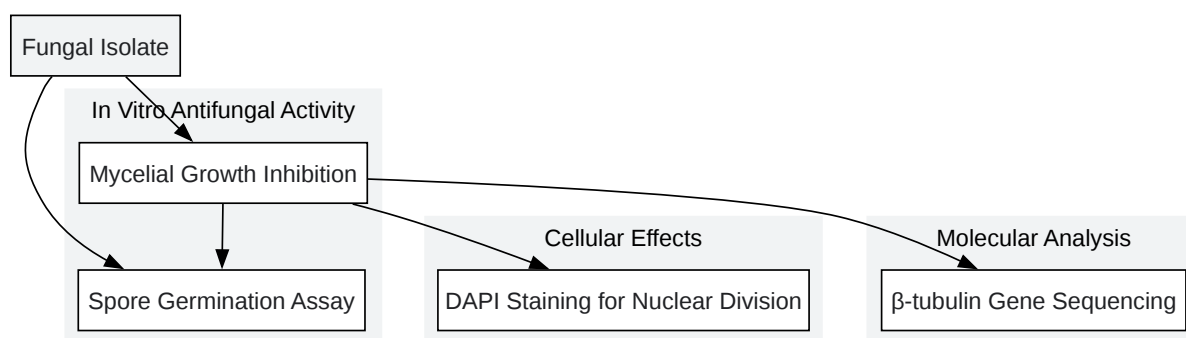 Fungal Isolate
In Vitro Antifungal Activity
Mycelial Growth Inhibition
Cellular Effects
Molecular Analysis
Spore Germination Assay
DAPI Staining for Nuclear Division
β-tubulin Gene Sequencing